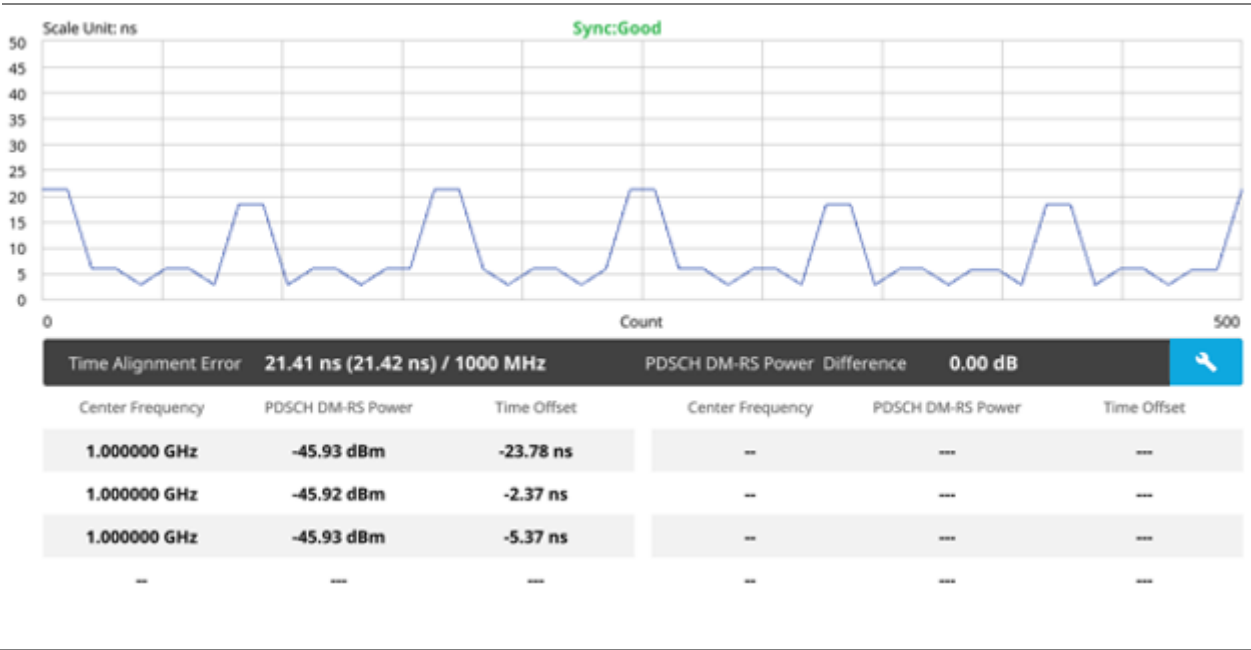 Scale Unit: ns Sync:Good
50
45
40
35
30
25
20
15
10
5
0
0 Count 500
Time Alignment Error 21.41 ns (21.42 ns) / 1000 MHz PDSCH DM-RS Power Difference 0.00 dB
Center Frequency PDSCH DM-RS Power Time Offset Center Frequency PDSCH DM-RS Power Time Offset
1.000000 GHz -45.93 dBm -23.78 ns -- --- ---
1.000000 GHz -45.92 dBm -2.37 ns -- --- ---
1.000000 GHz -45.93 dBm -5.37 ns -- --- ---
-- --- --- -- --- ---